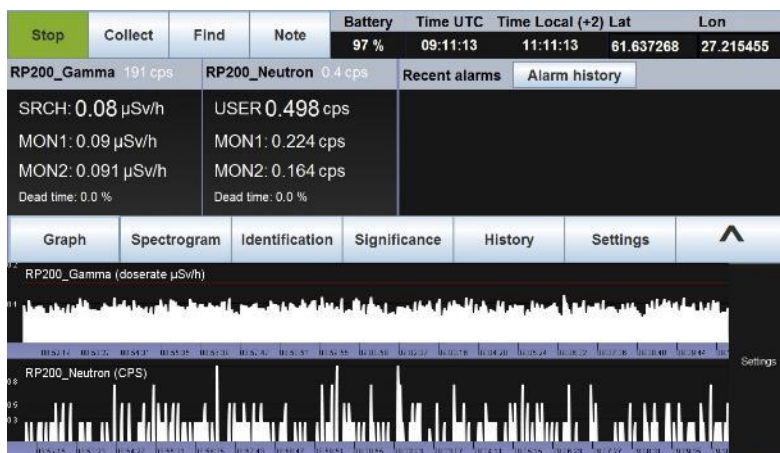 Stop Collect Find Note Battery Time UTC Time Local (+2) Lat Lon
97 % 09:11:13 11:11:13 61.637268 27.215455
RP200_Gamma 191 cps RP200_Neutron 0.4 cps Recent alarms Alarm history
SRCH: 0.08 µSv/h USER 0.498 cps
MON1: 0.09 µSv/h MON1: 0.224 cps
MON2: 0.091 µSv/h MON2: 0.164 cps
Dead time: 0.0 % Dead time: 0.0 %
Graph Spectrogram Identification Significance History Settings ^
RP200_Gamma (doserate µSv/h)
Settings
RP200_Neutron (CPS)